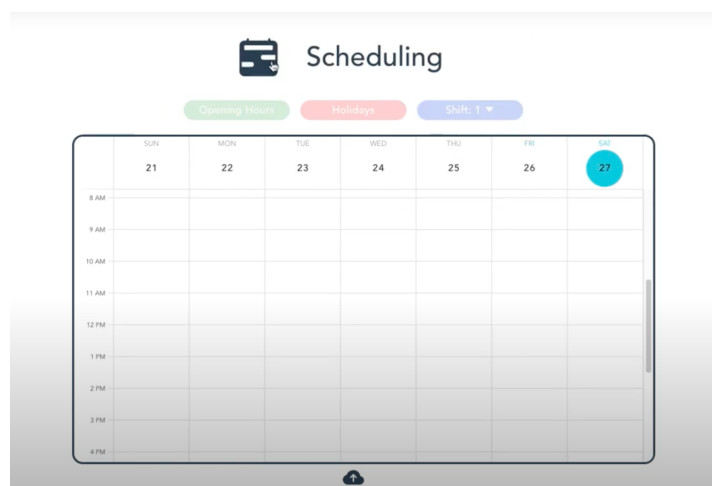 Scheduling
Opening Hours Holidays Shift: 1
SUN MON TUE WED THU FRI SAT
21 22 23 24 25 26 27
8 AM
9 AM
10 AM
11 AM
12 PM
1 PM
2 PM
3 PM
4 PM